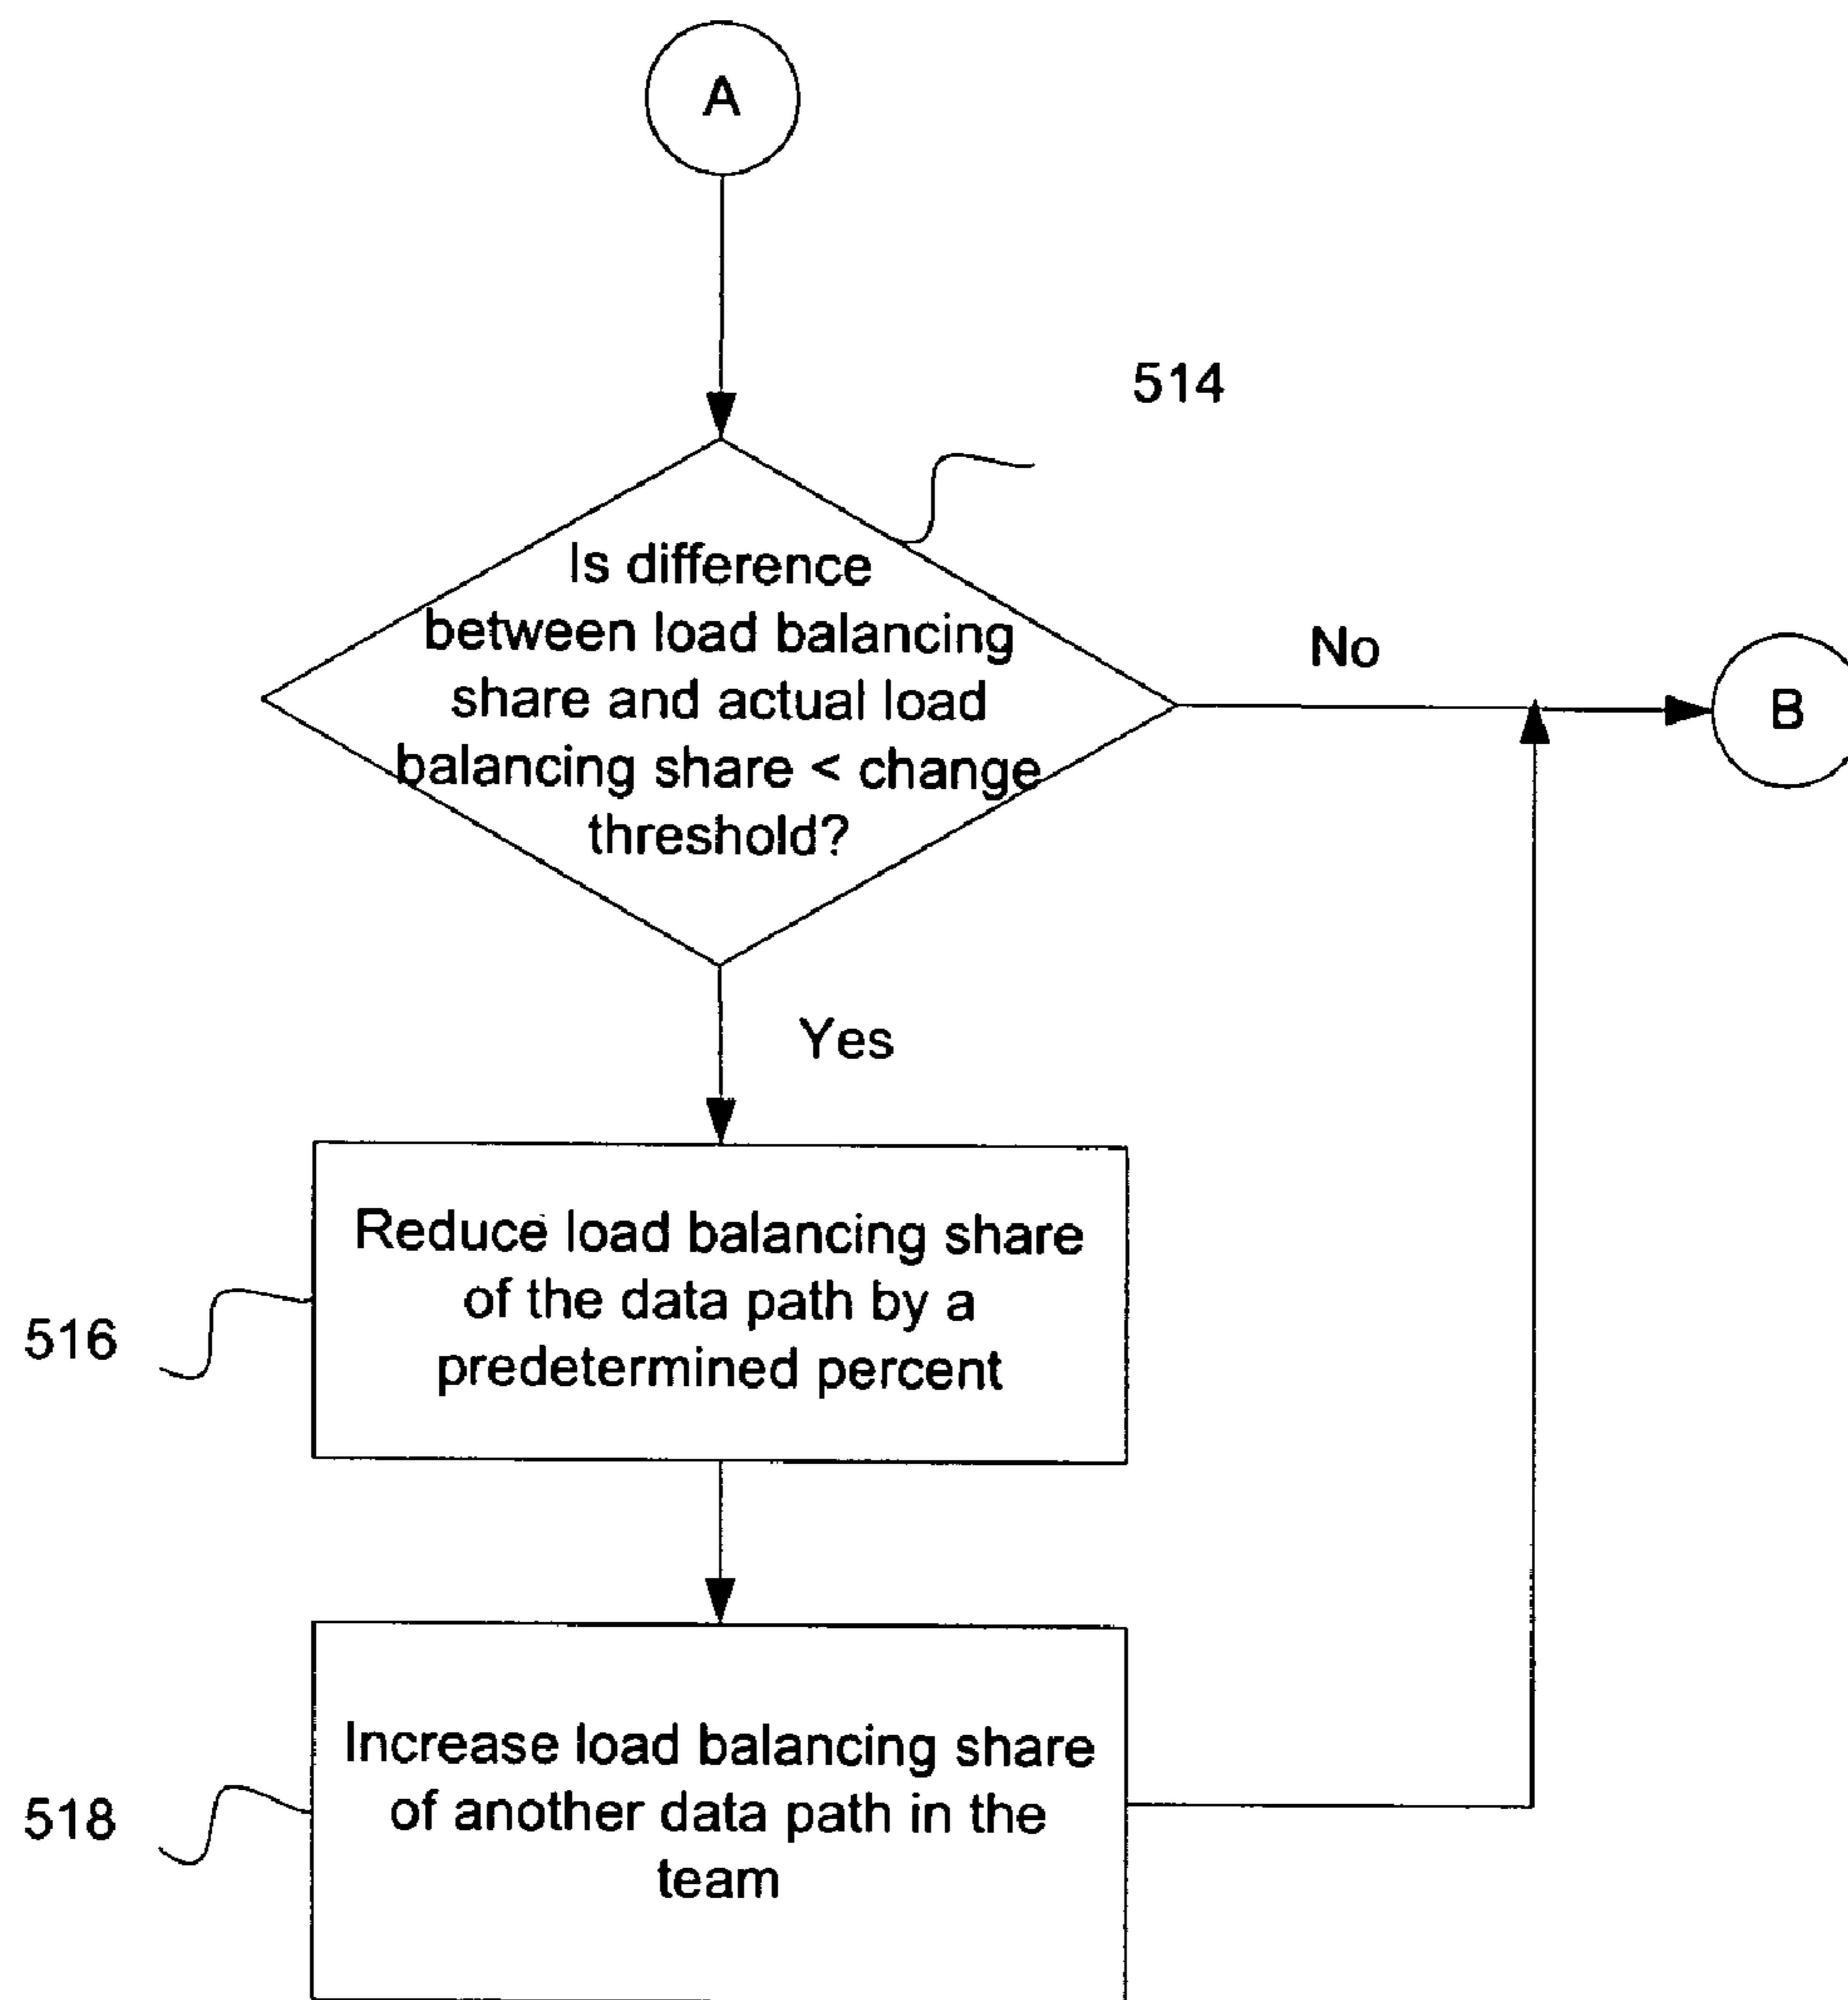 A
514
Is difference
between load balancing
share and actual load
balancing share < change
threshold?
No
B
Yes
Reduce load balancing share
of the data path by a
predetermined percent
516
Increase load balancing share
of another data path in the
team
518